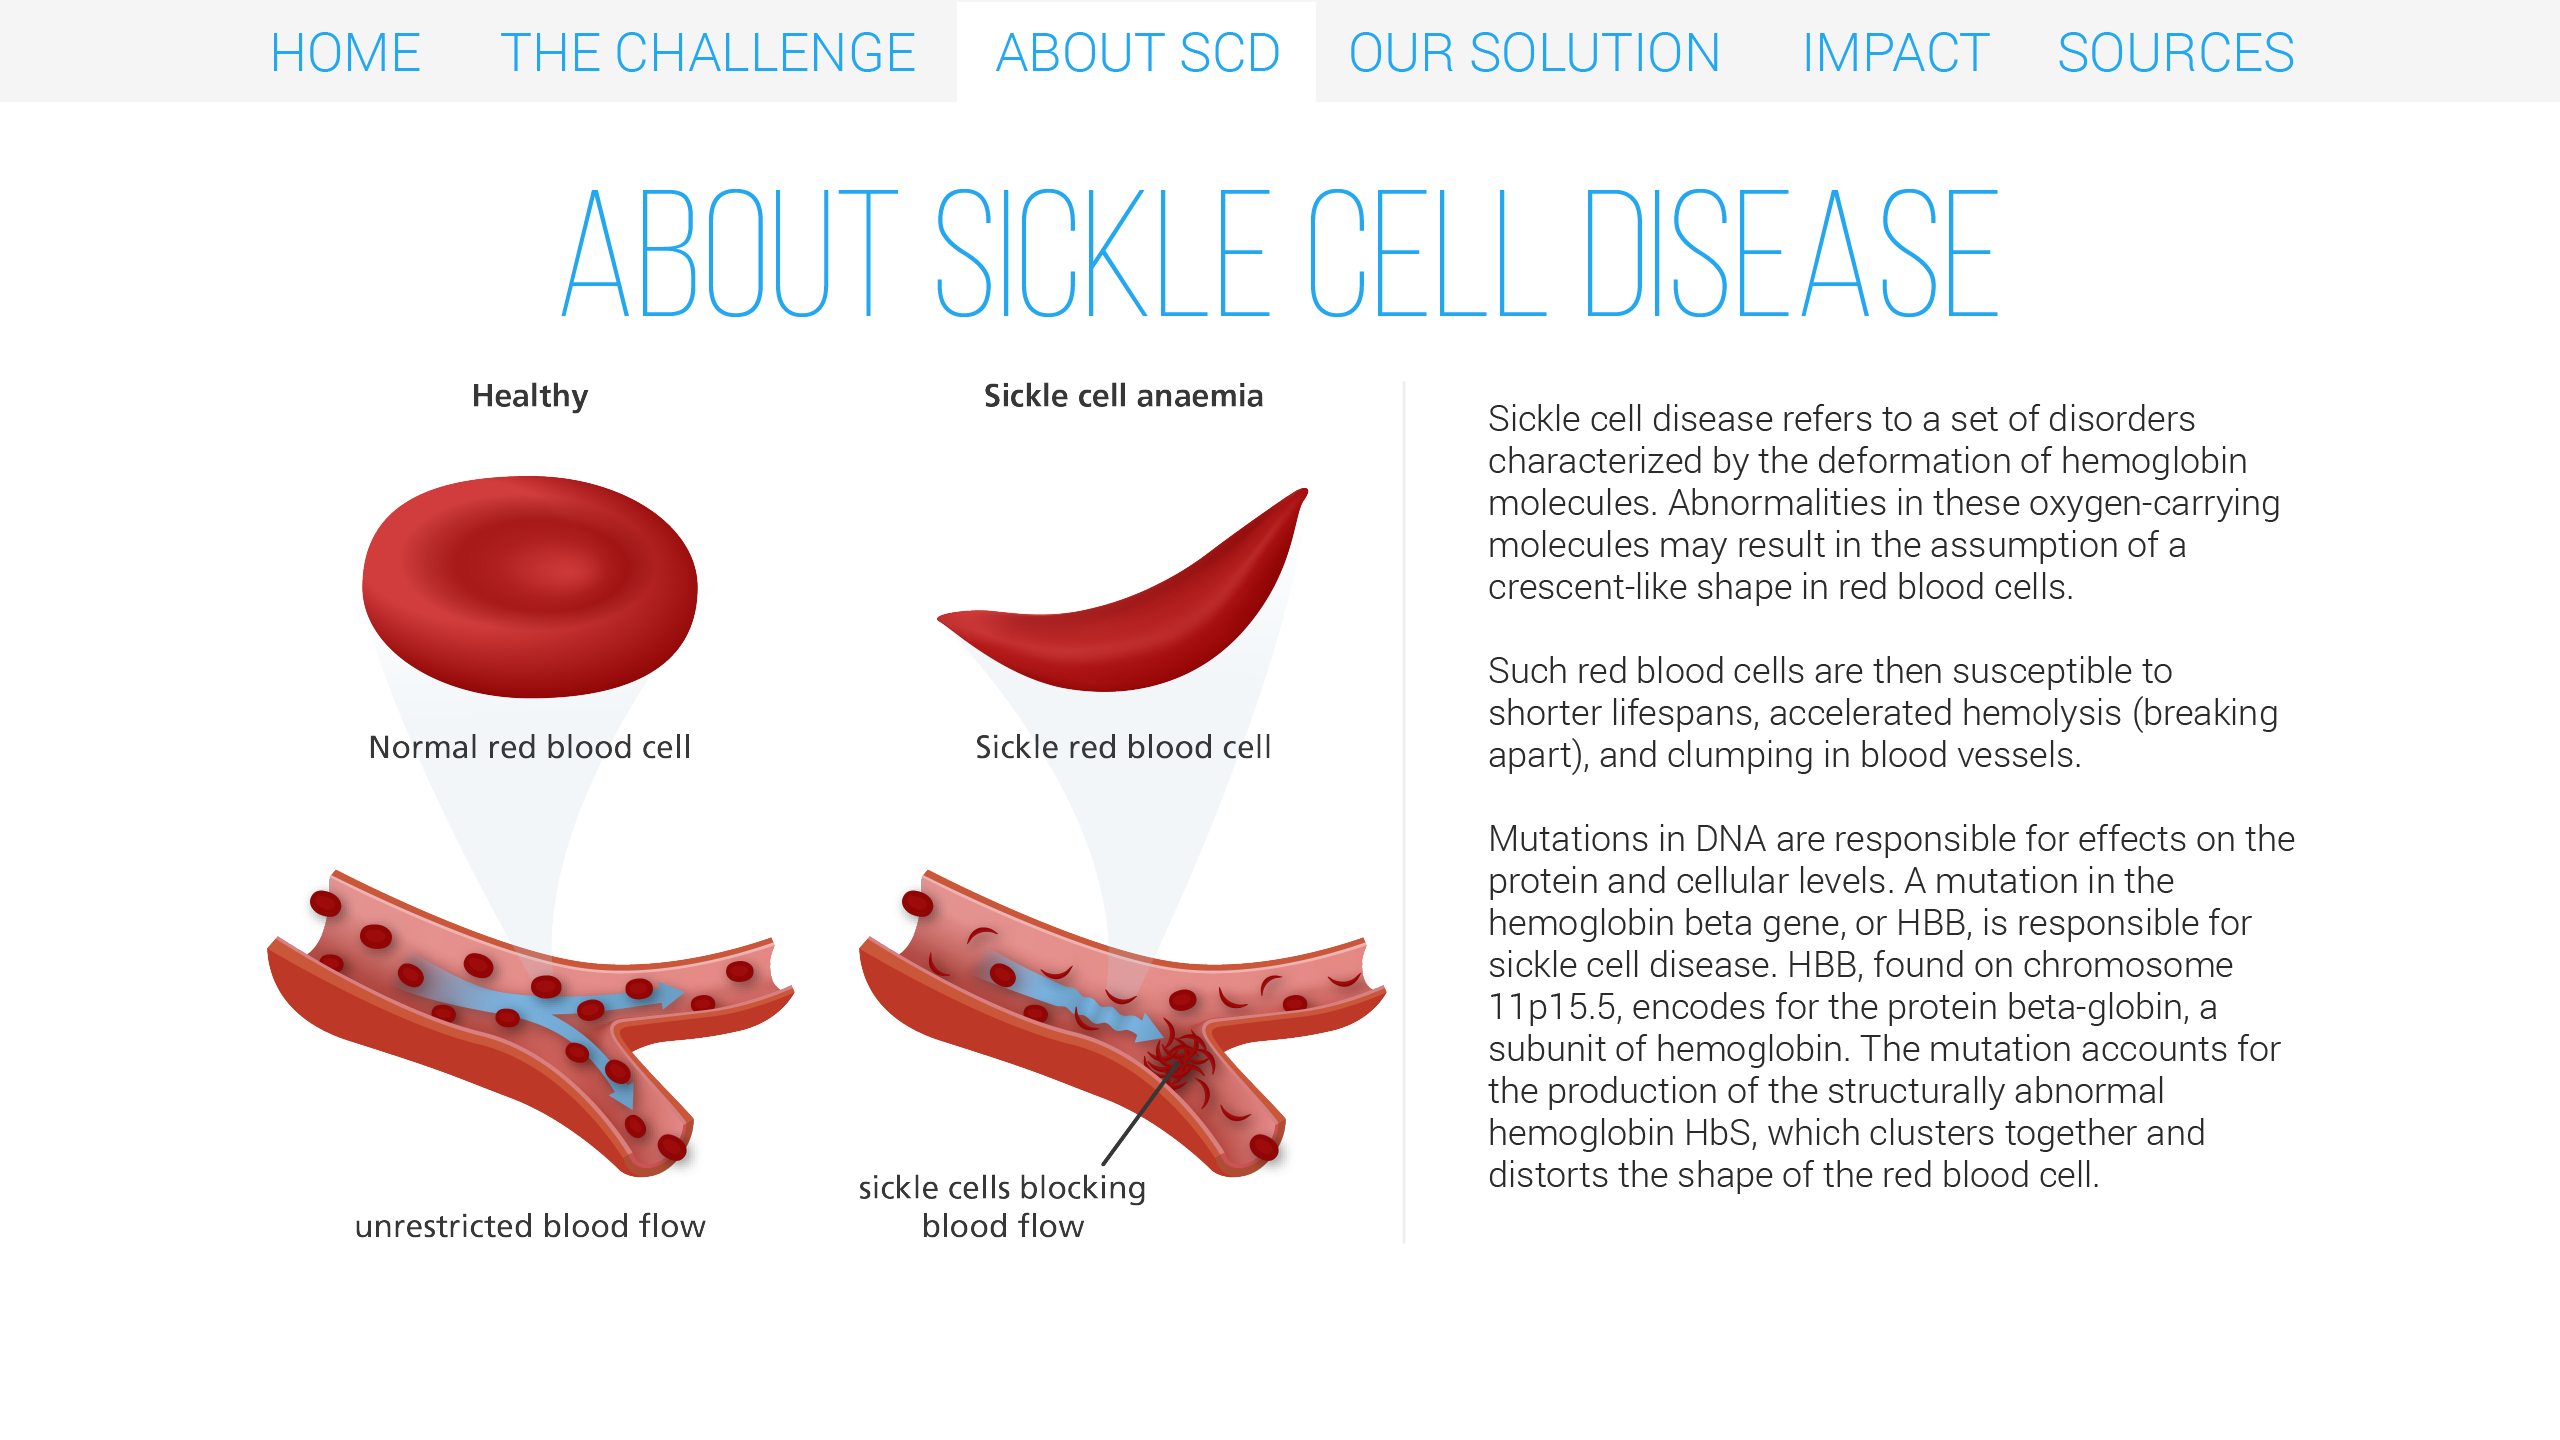 HOME THE CHALLENGE ABOUT SCD OUR SOLUTION IMPACT SOURCES
ABOUT SICKLE CELL DISEASE
Healthy
Normal red blood cell
unrestricted blood flow
Sickle cell anaemia
Sickle red blood cell
sickle cells blocking
blood flow
Sickle cell disease refers to a set of disorders
characterized by the deformation of hemoglobin
molecules. Abnormalities in these oxygen-carrying
molecules may result in the assumption of a
crescent-like shape in red blood cells.
Such red blood cells are then susceptible to
shorter lifespans, accelerated hemolysis (breaking
apart), and clumping in blood vessels.
Mutations in DNA are responsible for effects on the
protein and cellular levels. A mutation in the
hemoglobin beta gene, or HBB, is responsible for
sickle cell disease. HBB, found on chromosome
11p15.5, encodes for the protein beta-globin, a
subunit of hemoglobin. The mutation accounts for
the production of the structurally abnormal
hemoglobin HbS, which clusters together and
distorts the shape of the red blood cell.